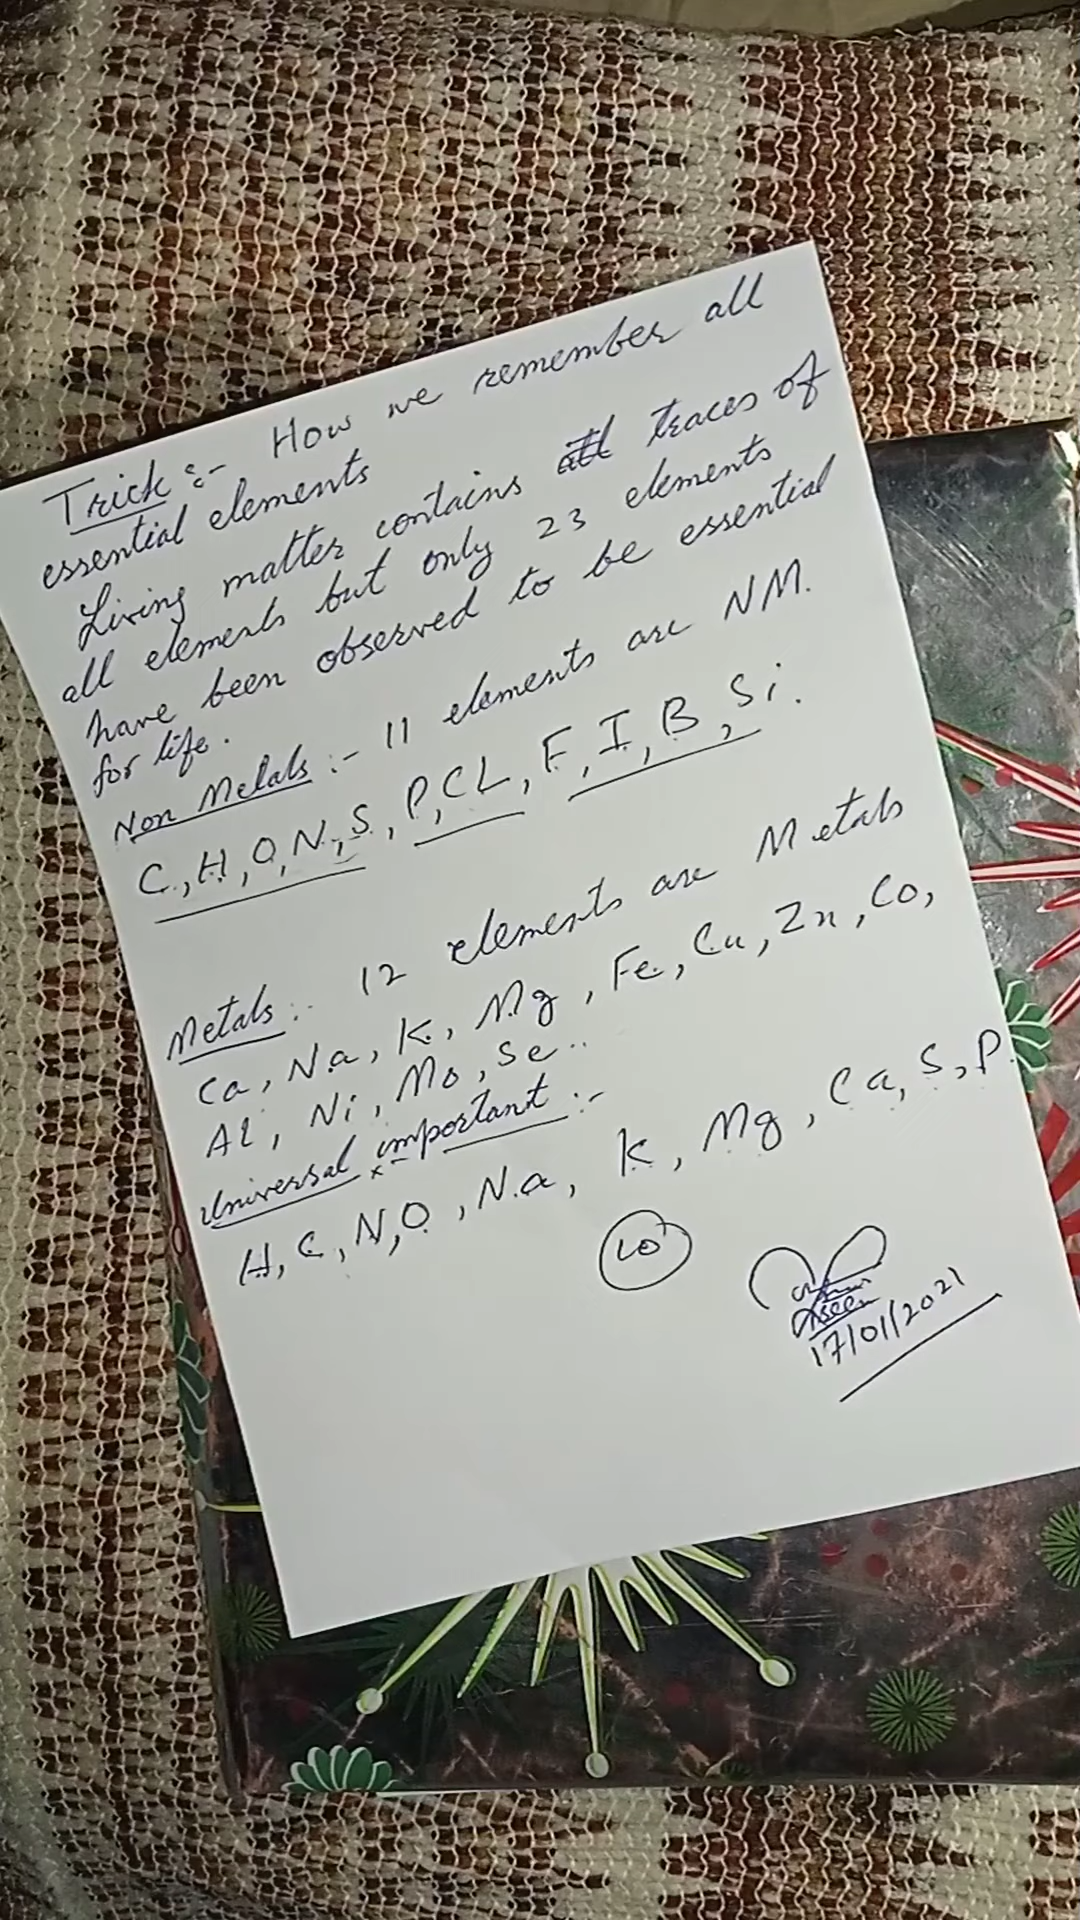 Trick :- How we remember all
essential elements
Living matter contains all traces of
all elements but only 23 elements
have been observed to be essential
for life.
Non Metals :- 11 elements are NM.
C, H, O, N, S, P, CL, F, I, B, Si.
Metals :- 12 elements are Metals
Ca, Na, K, Mg, Fe, Cu, Zn, Co,
Al, Ni, Mo, Se..
Universal important :-
H, C, N, O, Na, K, Mg, Ca, S, P.
10
17/01/2021